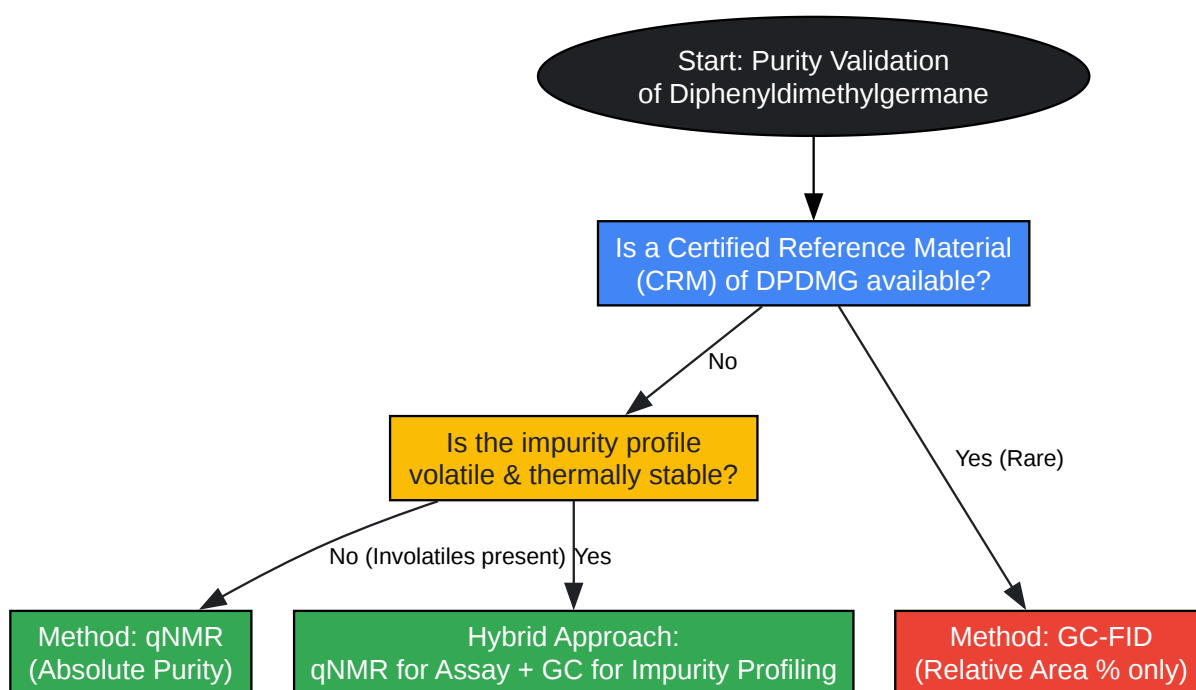 Start: Purity Validation
of Diphenyldimethylgermane
Is a Certified Reference Material
(CRM) of DPDMG available?
No
Yes (Rare)
Is the impurity profile
volatile & thermally stable?
No (Involatiles present)
Yes
Method: qNMR
(Absolute Purity)
Hybrid Approach:
qNMR for Assay + GC for Impurity Profiling
Method: GC-FID
(Relative Area % only)